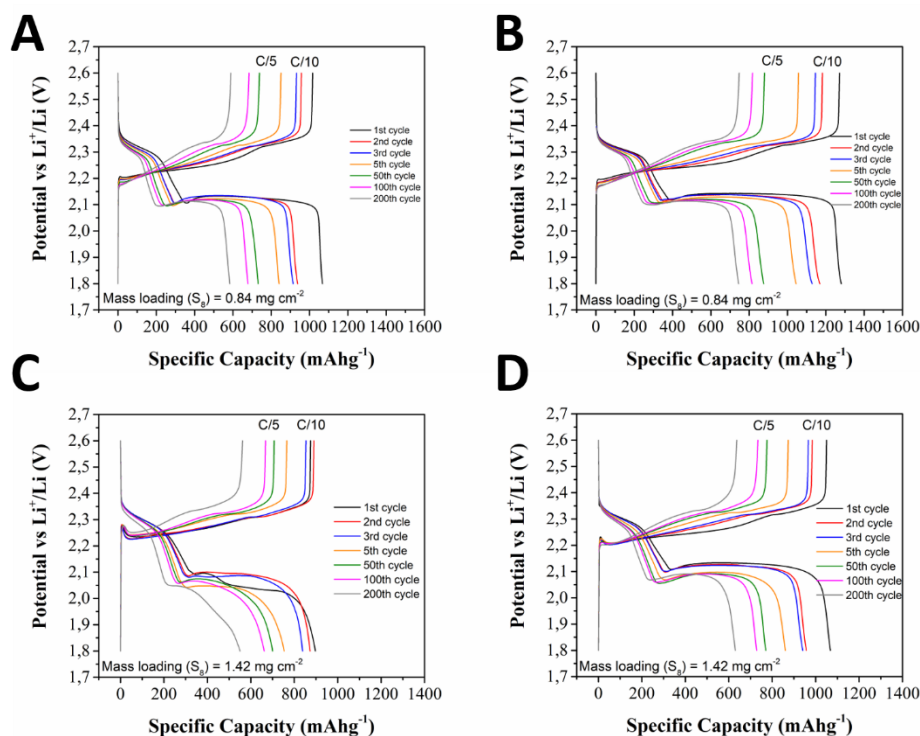 A
2,7
2,6
2,5
2,4
2,3
2,2
2,1
2,0
1,9
1,8
1,7
Potential vs Li⁺/Li (V)
C/5 C/10
1st cycle
2nd cycle
3rd cycle
5th cycle
50th cycle
100th cycle
200th cycle
Mass loading (S₈) = 0.84 mg cm⁻²
0 200 400 600 800 1000 1200 1400 1600
Specific Capacity (mAhg⁻¹)
B
2,7
2,6
2,5
2,4
2,3
2,2
2,1
2,0
1,9
1,8
1,7
Potential vs Li⁺/Li (V)
C/5 C/10
1st cycle
2nd cycle
3rd cycle
5th cycle
50th cycle
100th cycle
200th cycle
Mass loading (S₈) = 0.84 mg cm⁻²
0 200 400 600 800 1000 1200 1400
Specific Capacity (mAhg⁻¹)
C
2,7
2,6
2,5
2,4
2,3
2,2
2,1
2,0
1,9
1,8
1,7
Potential vs Li⁺/Li (V)
C/5 C/10
1st cycle
2nd cycle
3rd cycle
5th cycle
50th cycle
100th cycle
200th cycle
Mass loading (S₈) = 1.42 mg cm⁻²
0 200 400 600 800 1000 1200 1400
Specific Capacity (mAhg⁻¹)
D
2,7
2,6
2,5
2,4
2,3
2,2
2,1
2,0
1,9
1,8
1,7
Potential vs Li⁺/Li (V)
C/5 C/10
1st cycle
2nd cycle
3rd cycle
5th cycle
50th cycle
100th cycle
200th cycle
Mass loading (S₈) = 1.42 mg cm⁻²
0 200 400 600 800 1000 1200 1400
Specific Capacity (mAhg⁻¹)